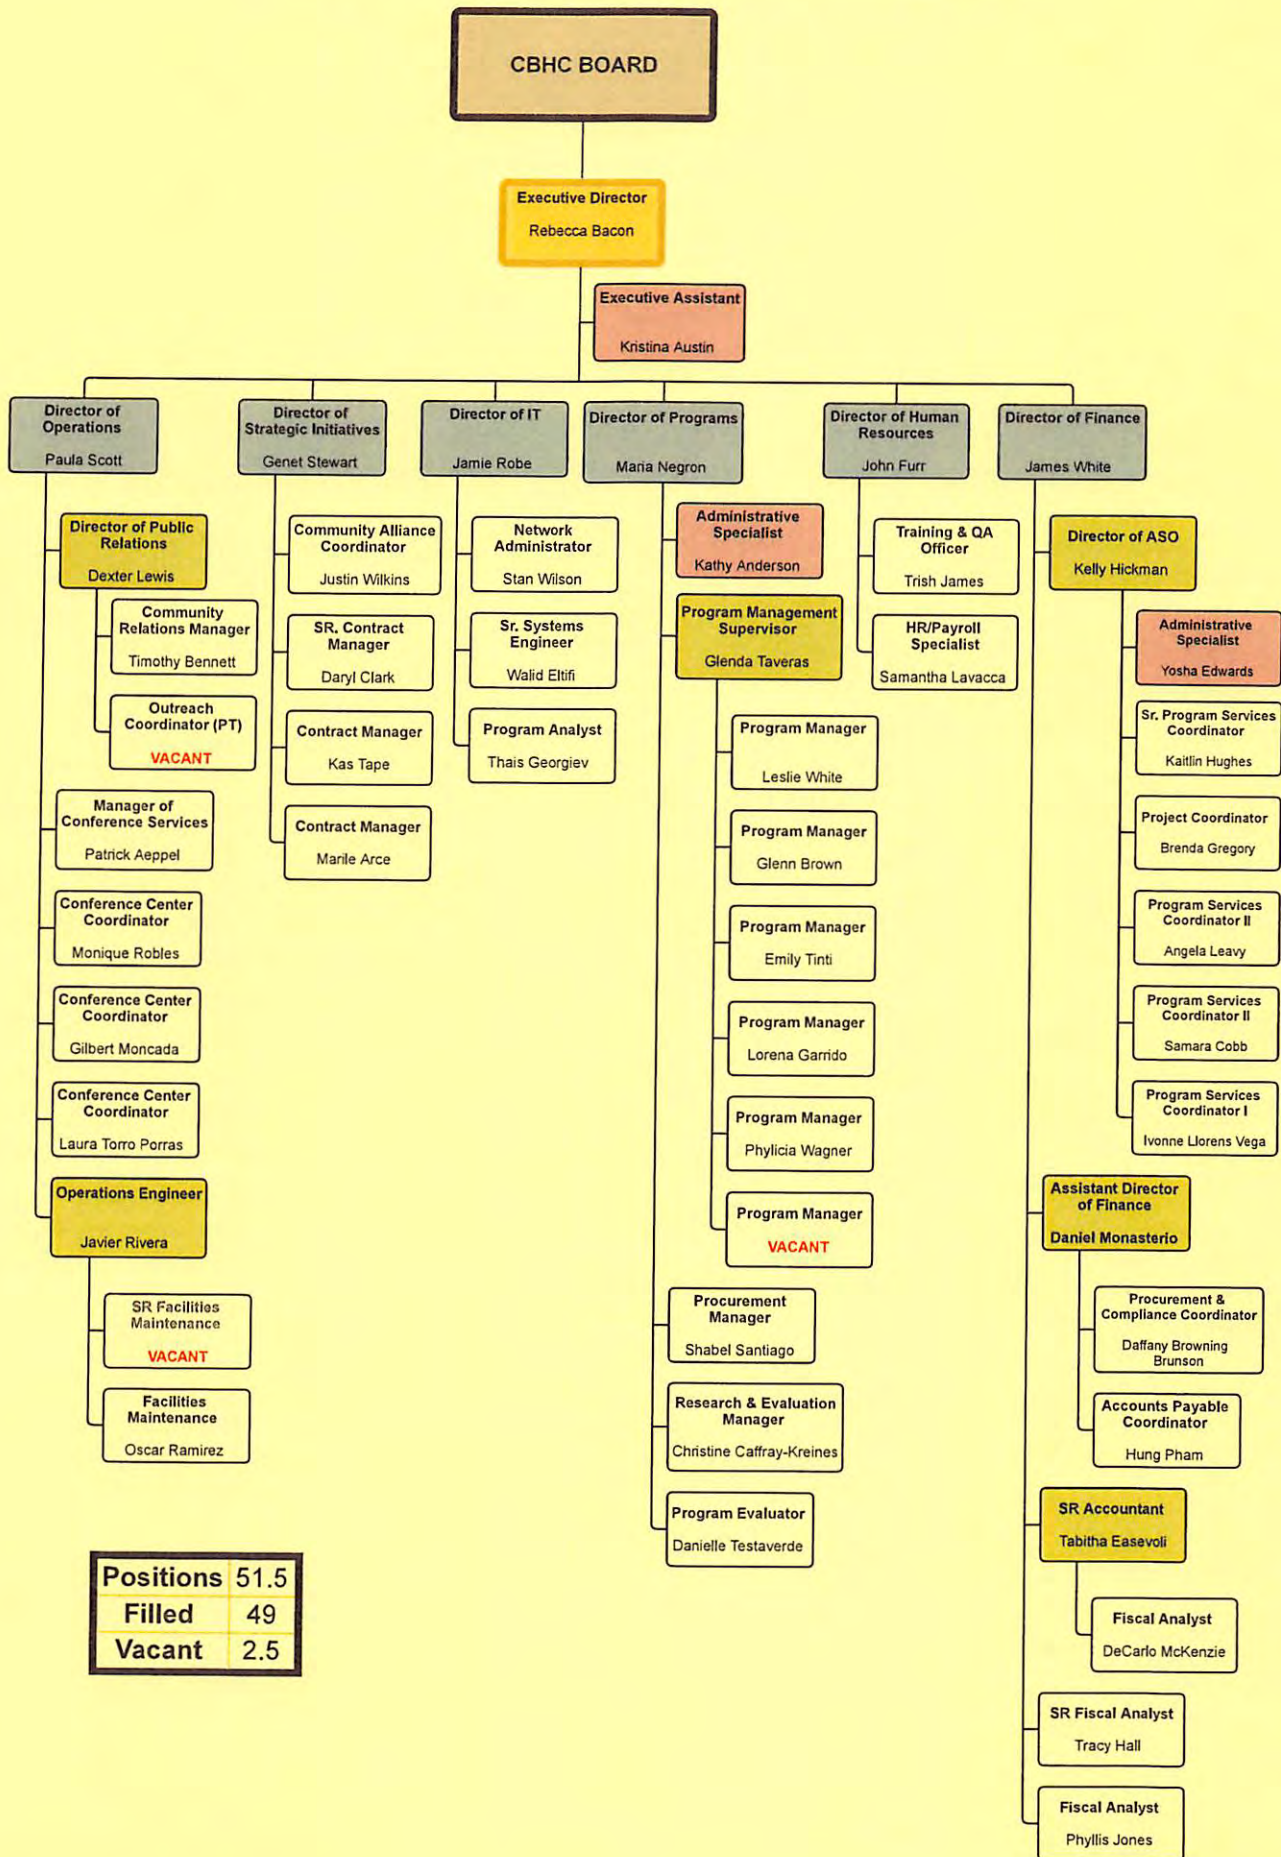 CBHC BOARD
Executive Director
Rebecca Bacon
Executive Assistant
Kristina Austin
Director of
Operations
Paula Scott
Director of
Strategic Initiatives
Genet Stewart
Director of IT
Jamie Robe
Director of Programs
Maria Negron
Director of Human
Resources
John Furr
Director of Finance
James White
Director of Public
Relations
Dexter Lewis
Community
Relations Manager
Timothy Bennett
Outreach
Coordinator (PT)
VACANT
Manager of
Conference Services
Patrick Aeppel
Conference Center
Coordinator
Monique Robles
Conference Center
Coordinator
Gilbert Moncada
Conference Center
Coordinator
Laura Torro Porras
Operations Engineer
Javier Rivera
SR Facilities
Maintenance
VACANT
Facilities
Maintenance
Oscar Ramirez
Community Alliance
Coordinator
Justin Wilkins
SR. Contract
Manager
Daryl Clark
Contract Manager
Kas Tape
Contract Manager
Marile Arce
Network
Administrator
Stan Wilson
Sr. Systems
Engineer
Walid Eltifi
Program Analyst
Thais Georgiev
Administrative
Specialist
Kathy Anderson
Program Management
Supervisor
Glenda Taveras
Program Manager
Leslie White
Program Manager
Glenn Brown
Program Manager
Emily Tinti
Program Manager
Lorena Garrido
Program Manager
Phylicia Wagner
Program Manager
VACANT
Procurement
Manager
Shabel Santiago
Research & Evaluation
Manager
Christine Caffray-Kreines
Program Evaluator
Danielle Testaverde
Training & QA
Officer
Trish James
HR/Payroll
Specialist
Samantha Lavacca
Director of ASO
Kelly Hickman
Administrative
Specialist
Yosha Edwards
Sr. Program Services
Coordinator
Kaitlin Hughes
Project Coordinator
Brenda Gregory
Program Services
Coordinator II
Angela Leavy
Program Services
Coordinator II
Samara Cobb
Program Services
Coordinator I
Ivonne Llorens Vega
Assistant Director
of Finance
Daniel Monasterio
Procurement &
Compliance Coordinator
Daffany Browning
Brunson
Accounts Payable
Coordinator
Hung Pham
SR Accountant
Tabitha Easevoli
Fiscal Analyst
DeCarlo McKenzie
SR Fiscal Analyst
Tracy Hall
Fiscal Analyst
Phyllis Jones
Positions 51.5
Filled 49
Vacant 2.5